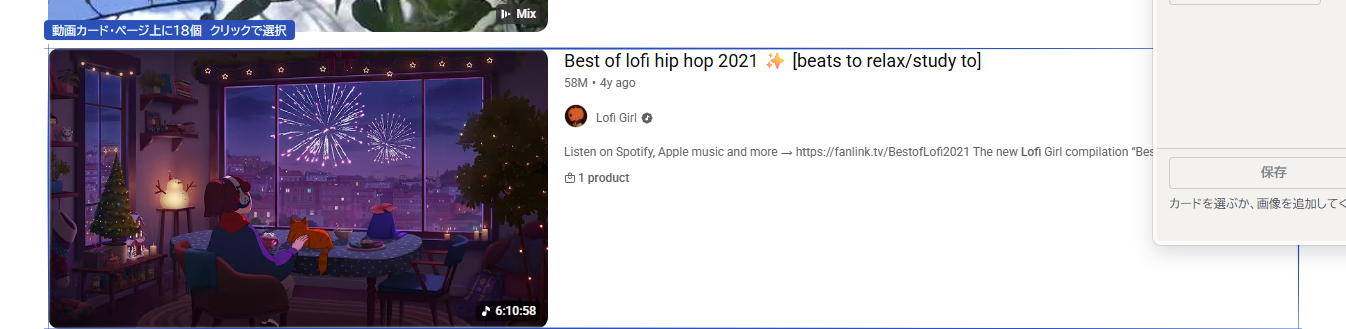 Mix
動画カード・ページ上に18個 クリックで選択
Best of lofi hip hop 2021 ✨ [beats to relax/study to]
58M • 4y ago
Lofi Girl
Listen on Spotify, Apple music and more → https://fanlink.tv/BestofLofi2021 The new Lofi Girl compilation “Bes
1 product
保存
カードを選ぶか、画像を追加してく
6:10:58